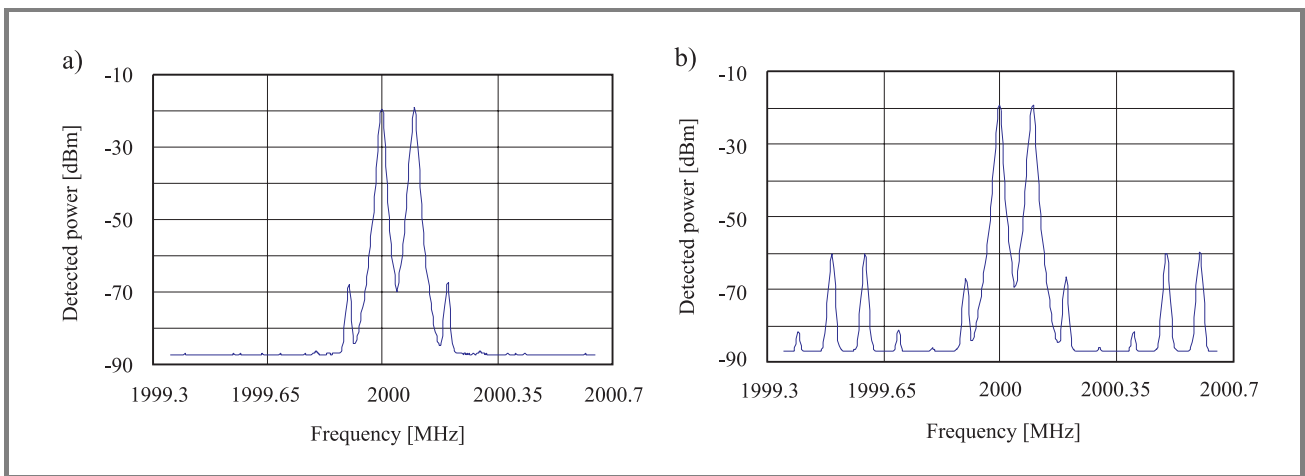 a)
Detected power [dBm]
-10
-30
-50
-70
-90
1999.3 1999.65 2000 2000.35 2000.7
Frequency [MHz]
b)
Detected power [dBm]
-10
-30
-50
-70
-90
1999.3 1999.65 2000 2000.35 2000.7
Frequency [MHz]